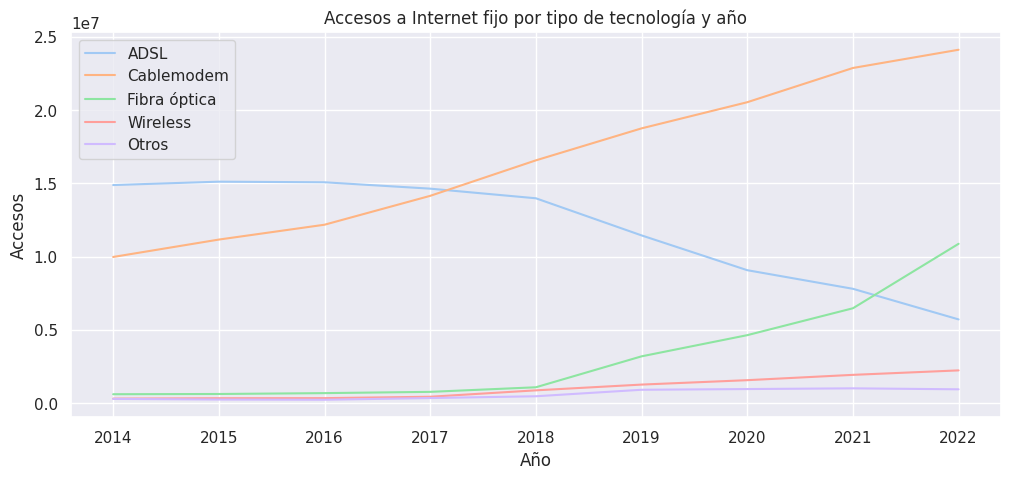 Accesos a Internet fijo por tipo de tecnología y año
1e7
2.5
2.0
1.5
1.0
0.5
0.0
Accesos
ADSL
Cablemodem
Fibra óptica
Wireless
Otros
2014 2015 2016 2017 2018 2019 2020 2021 2022
Año